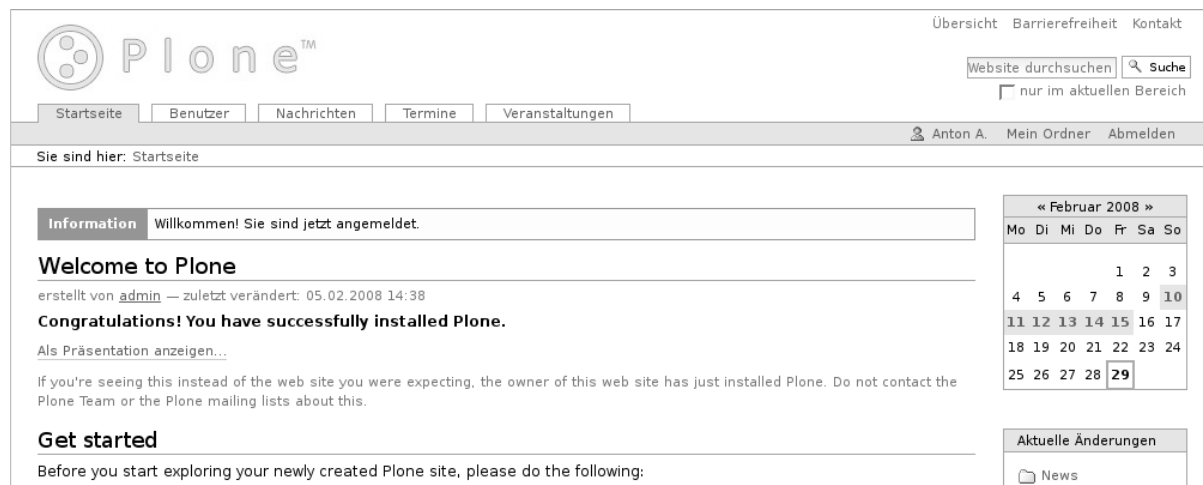 Übersicht Barrierefreiheit Kontakt
Plone™
Website durchsuchen Suche
nur im aktuellen Bereich
Startseite Benutzer Nachrichten Termine Veranstaltungen
Anton A. Mein Ordner Abmelden
Sie sind hier: Startseite
Information Willkommen! Sie sind jetzt angemeldet.
Welcome to Plone
erstellt von admin — zuletzt verändert: 05.02.2008 14:38
Congratulations! You have successfully installed Plone.
Als Präsentation anzeigen...
If you're seeing this instead of the web site you were expecting, the owner of this web site has just installed Plone. Do not contact the
Plone Team or the Plone mailing lists about this.
Get started
Before you start exploring your newly created Plone site, please do the following:
« Februar 2008 »
Mo Di Mi Do Fr Sa So
1 2 3
4 5 6 7 8 9 10
11 12 13 14 15 16 17
18 19 20 21 22 23 24
25 26 27 28 29
Aktuelle Änderungen
News